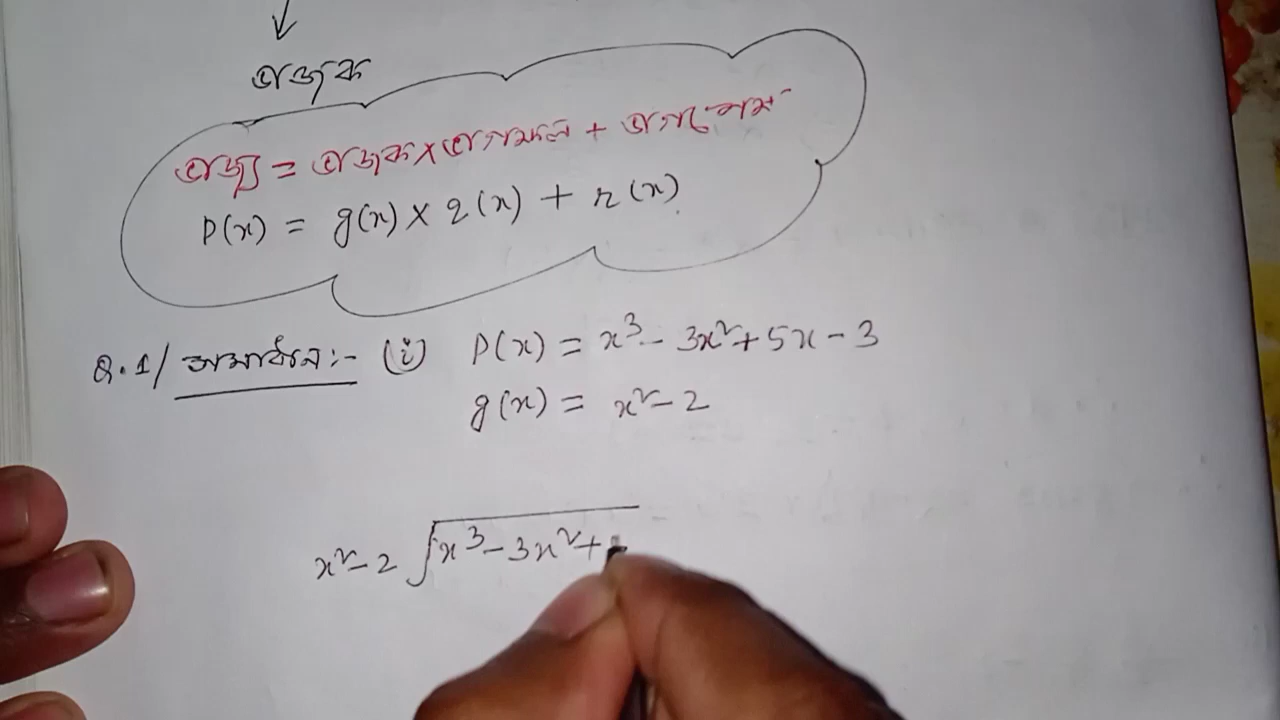 ভাজক
ভাজ্য = ভাজক × ভাগফল + ভাগশেষ
P(x) = g(x) × q(x) + r(x)
Q.1/ সমাধান :- (i) P(x) = x³ - 3x² + 5x - 3
g(x) = x² - 2
x² - 2 √x³ - 3x² +